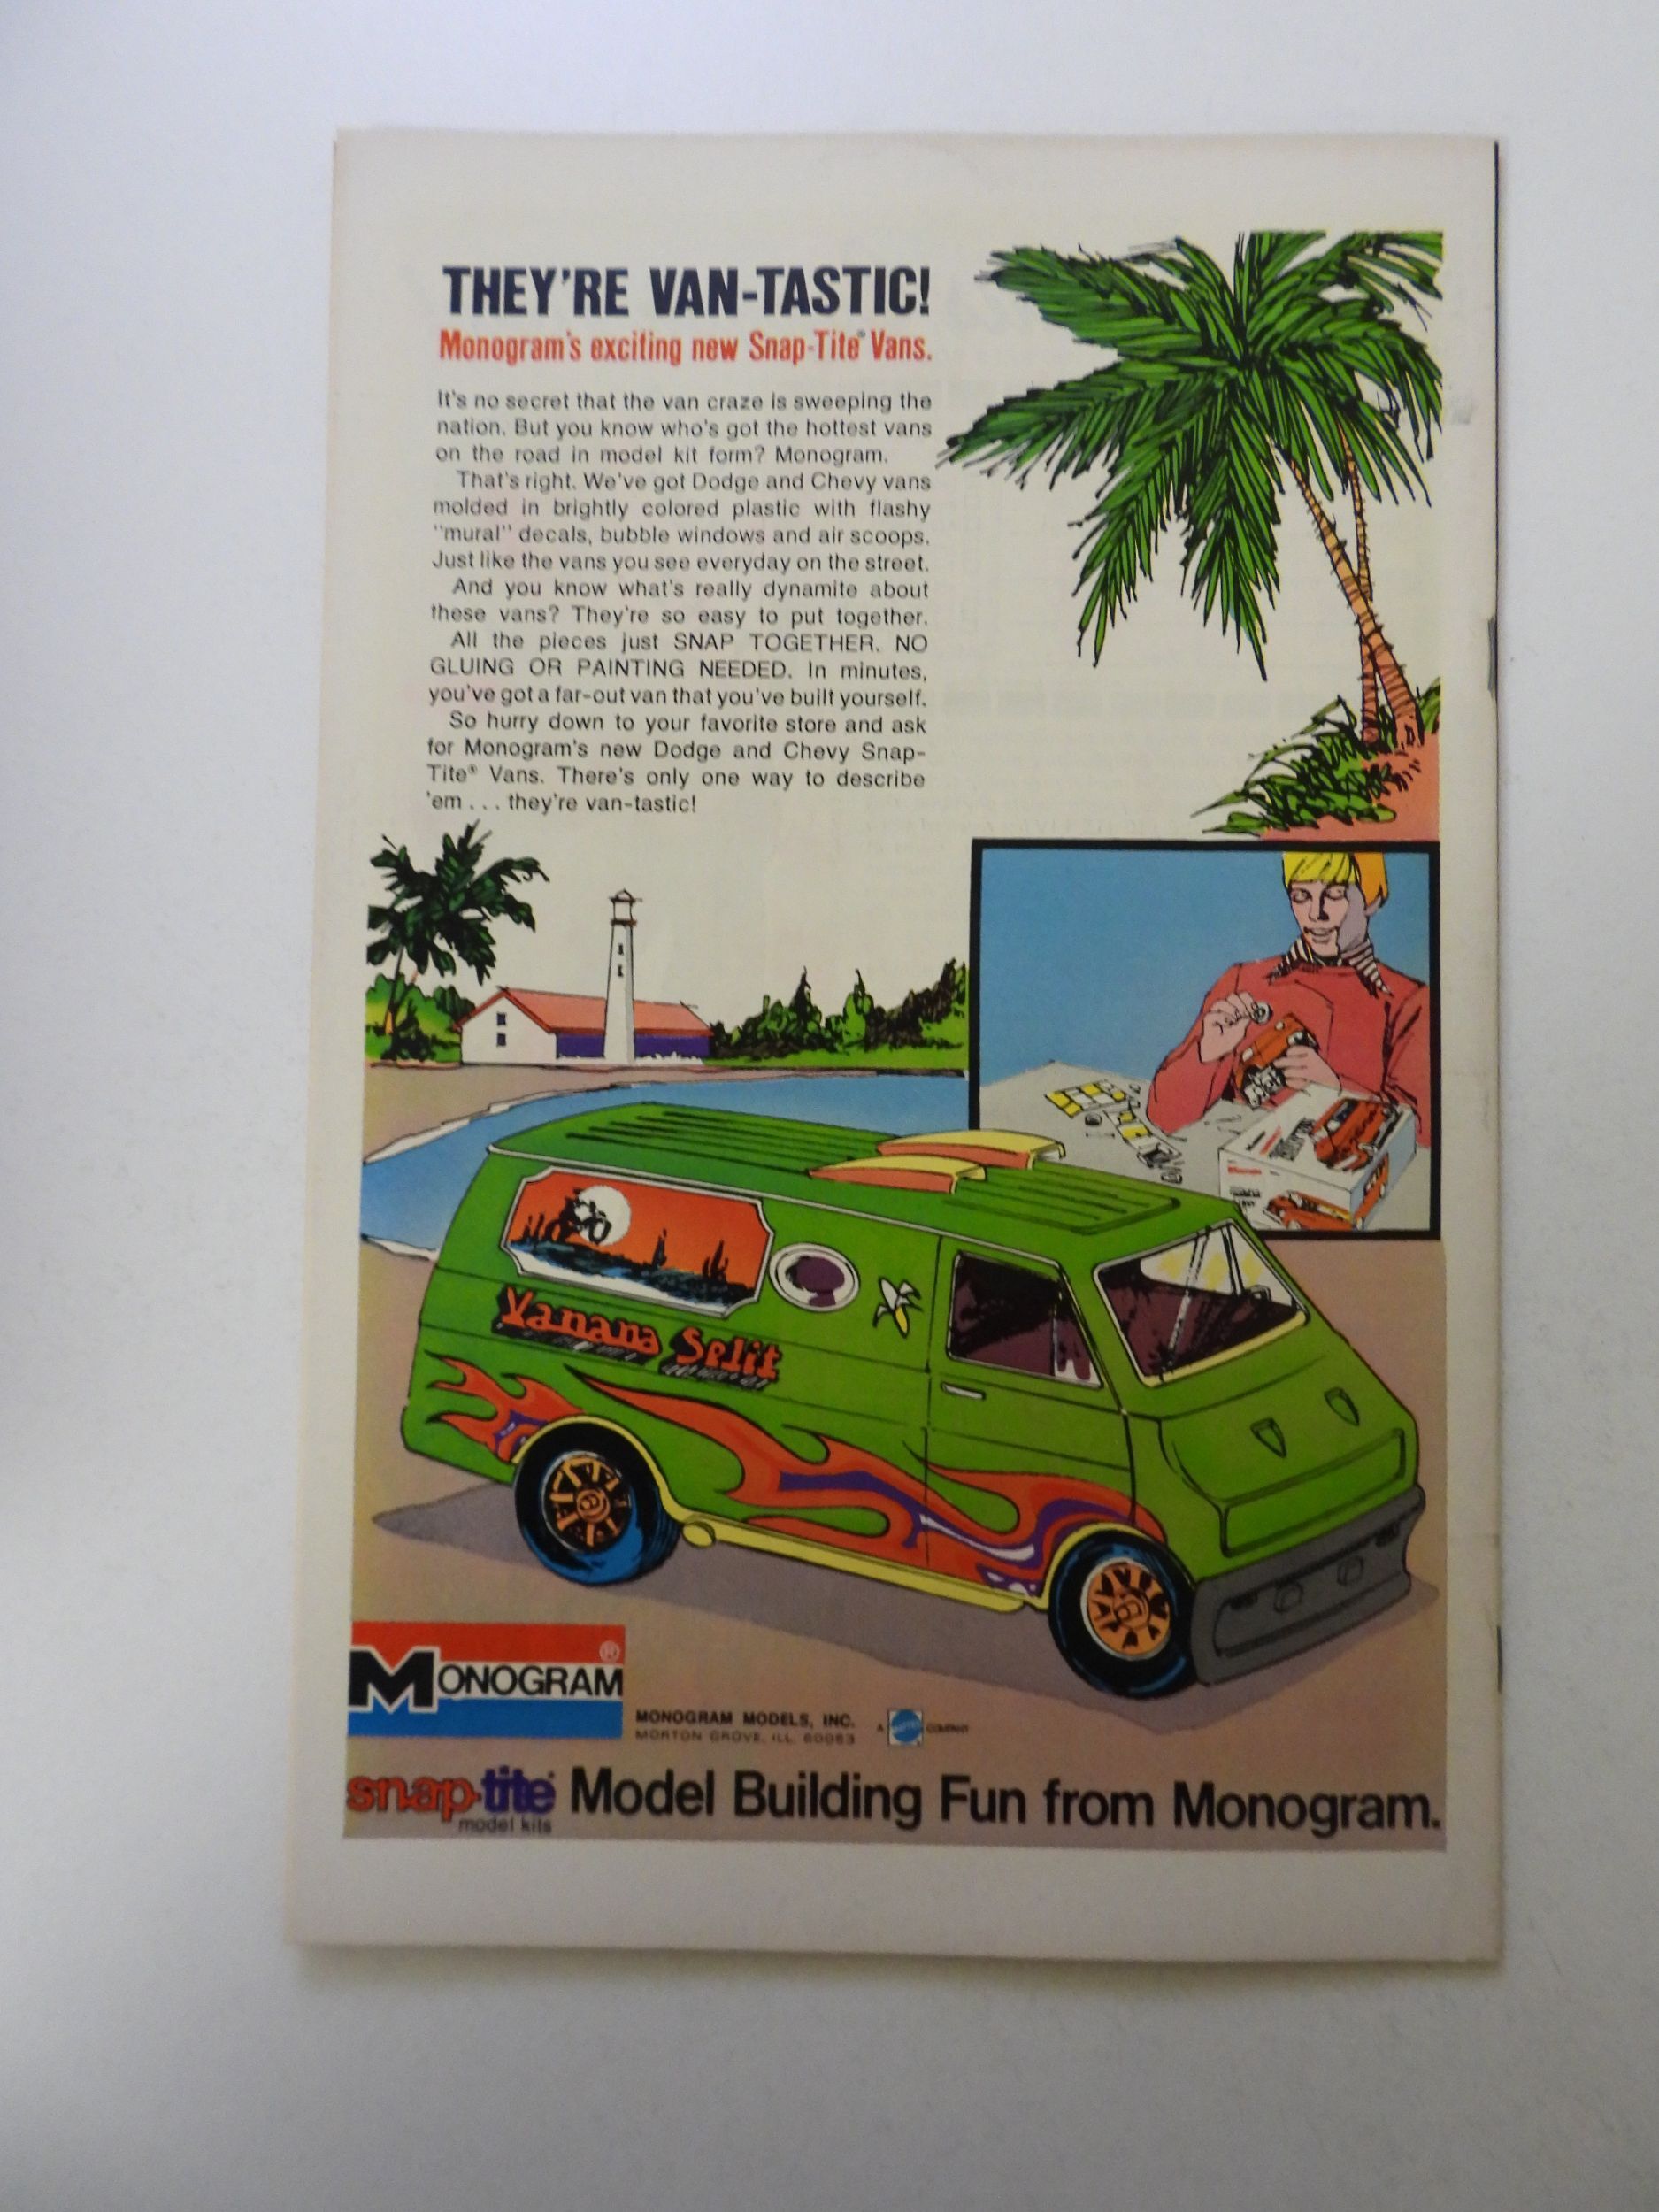 THEY'RE VAN-TASTIC!
Monogram's exciting new Snap-Tite® Vans.
It's no secret that the van craze is sweeping the
nation. But you know who's got the hottest vans
on the road in model kit form? Monogram.
That's right. We've got Dodge and Chevy vans
molded in brightly colored plastic with flashy
"mural" decals, bubble windows and air scoops.
Just like the vans you see everyday on the street.
And you know what's really dynamite about
these vans? They're so easy to put together.
All the pieces just SNAP TOGETHER. NO
GLUING OR PAINTING NEEDED. In minutes,
you've got a far-out van that you've built yourself.
So hurry down to your favorite store and ask
for Monogram's new Dodge and Chevy Snap-
Tite® Vans. There's only one way to describe
'em . . . they're van-tastic!
Vanana Split
MONOGRAM ®
MONOGRAM MODELS, INC.
MORTON GROVE, ILL. 60053
A MATTEL COMPANY
snap-tite® Model Building Fun from Monogram.
model kits